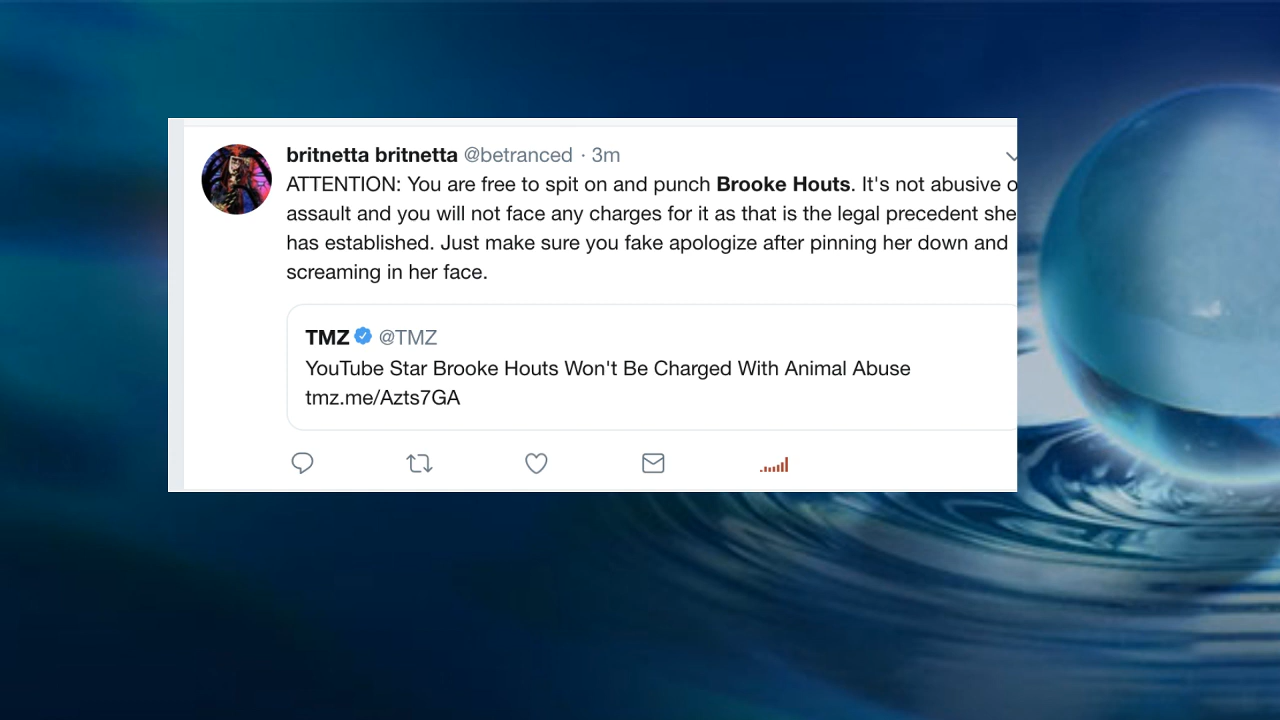 britnetta britnetta @betranced · 3m
ATTENTION: You are free to spit on and punch Brooke Houts. It's not abusive
assault and you will not face any charges for it as that is the legal precedent she
has established. Just make sure you fake apologize after pinning her down and
screaming in her face.
TMZ @TMZ
YouTube Star Brooke Houts Won't Be Charged With Animal Abuse
tmz.me/Azts7GA